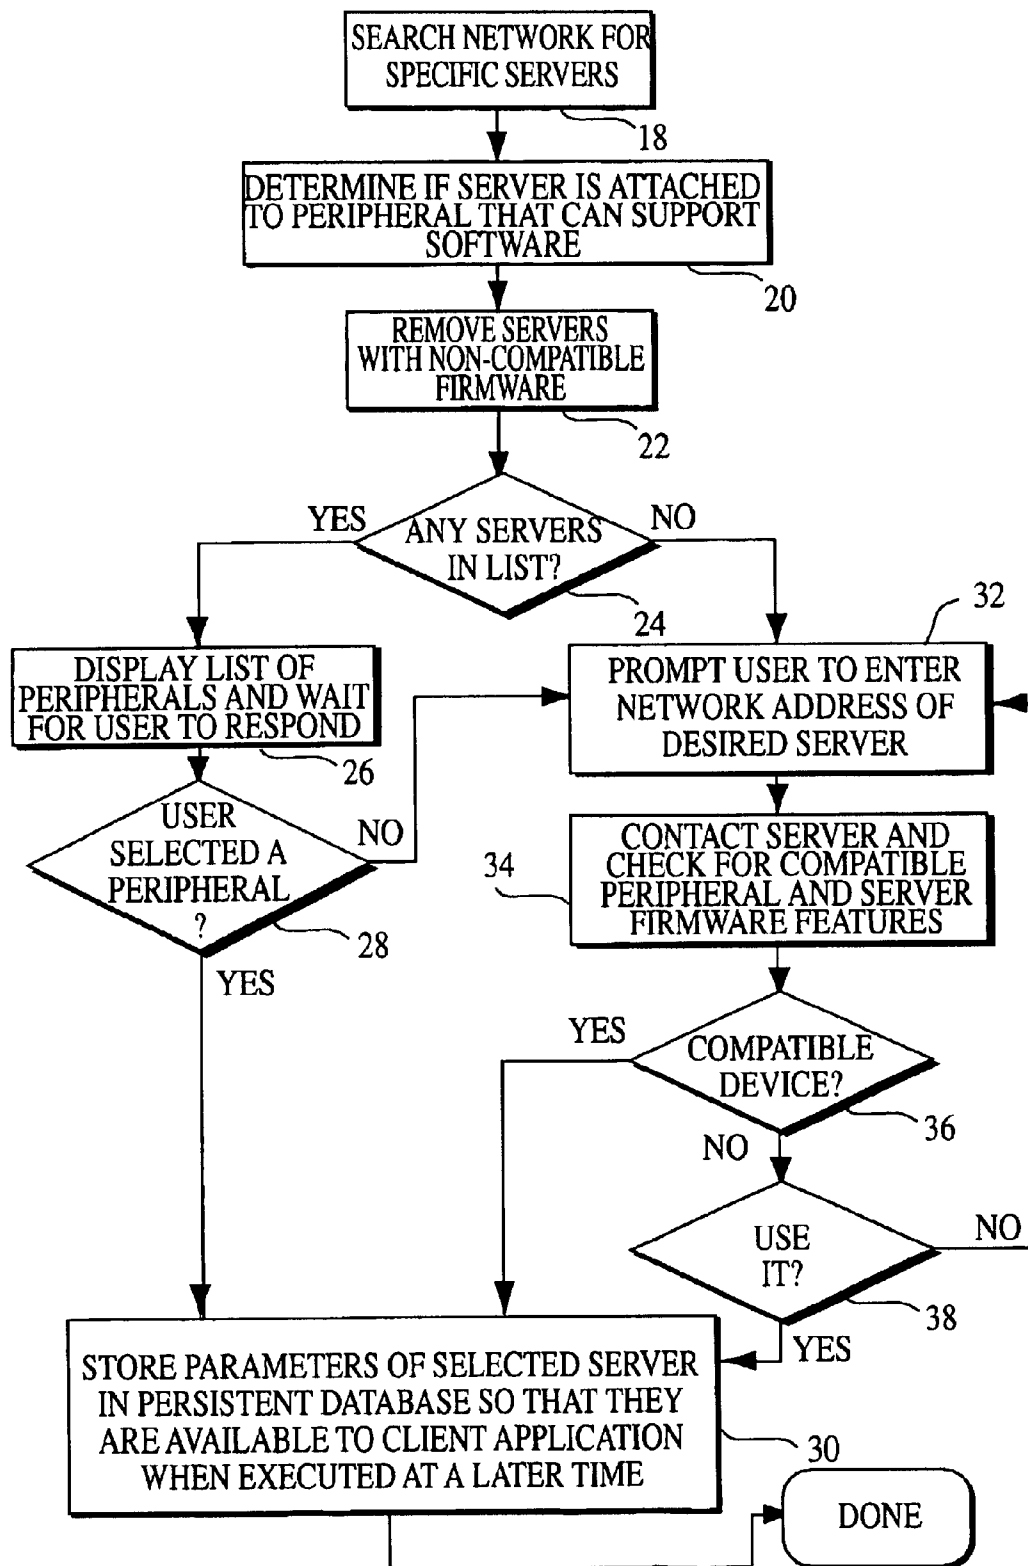 SEARCH NETWORK FOR
SPECIFIC SERVERS
18
DETERMINE IF SERVER IS ATTACHED
TO PERIPHERAL THAT CAN SUPPORT
SOFTWARE
20
REMOVE SERVERS
WITH NON-COMPATIBLE
FIRMWARE
22
YES
ANY SERVERS
IN LIST?
NO
24
32
DISPLAY LIST OF
PERIPHERALS AND WAIT
FOR USER TO RESPOND
26
PROMPT USER TO ENTER
NETWORK ADDRESS OF
DESIRED SERVER
USER
SELECTED A
PERIPHERAL
?
NO
28
YES
34
CONTACT SERVER AND
CHECK FOR COMPATIBLE
PERIPHERAL AND SERVER
FIRMWARE FEATURES
YES
COMPATIBLE
DEVICE?
36
NO
USE
IT?
NO
38
YES
STORE PARAMETERS OF SELECTED SERVER
IN PERSISTENT DATABASE SO THAT THEY
ARE AVAILABLE TO CLIENT APPLICATION
WHEN EXECUTED AT A LATER TIME
30
DONE